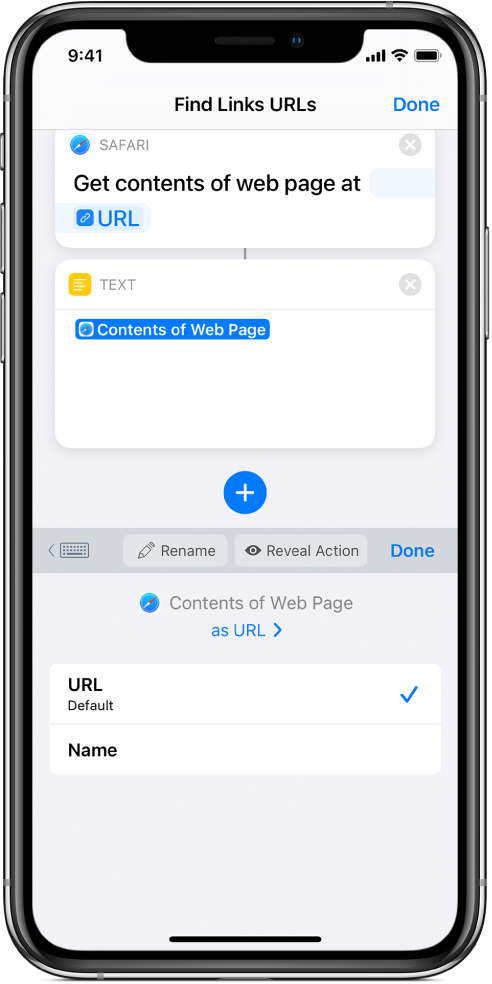 9:41
Find Links URLs
Done
SAFARI
Get contents of web page at
URL
TEXT
Contents of Web Page
Rename
Reveal Action
Done
Contents of Web Page
as URL
URL
Default
Name